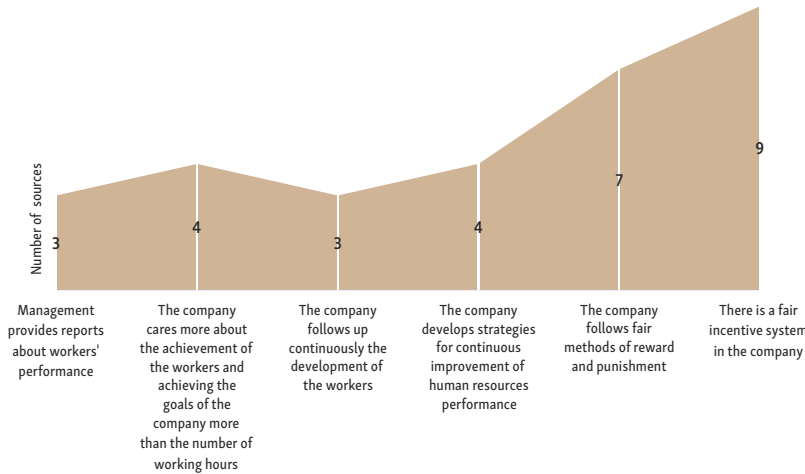 Number of sources
3
4
3
4
7
9
Management
provides reports
about workers'
performance
The company
cares more about
the achievement of
the workers and
achieving the
goals of the
company more
than the number of
working hours
The company
follows up
continuously the
development of
the workers
The company
develops strategies
for continuous
improvement of
human resources
performance
The company
follows fair
methods of reward
and punishment
There is a fair
incentive system
in the company